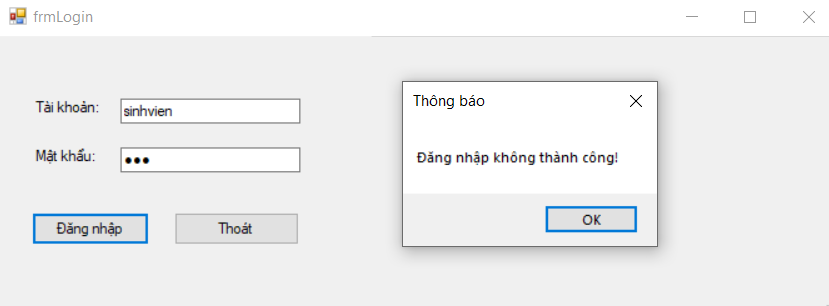 frmLogin
Tài khoản:
sinhvien
Mật khẩu:
●●●
Đăng nhập
Thoát
Thông báo
Đăng nhập không thành công!
OK